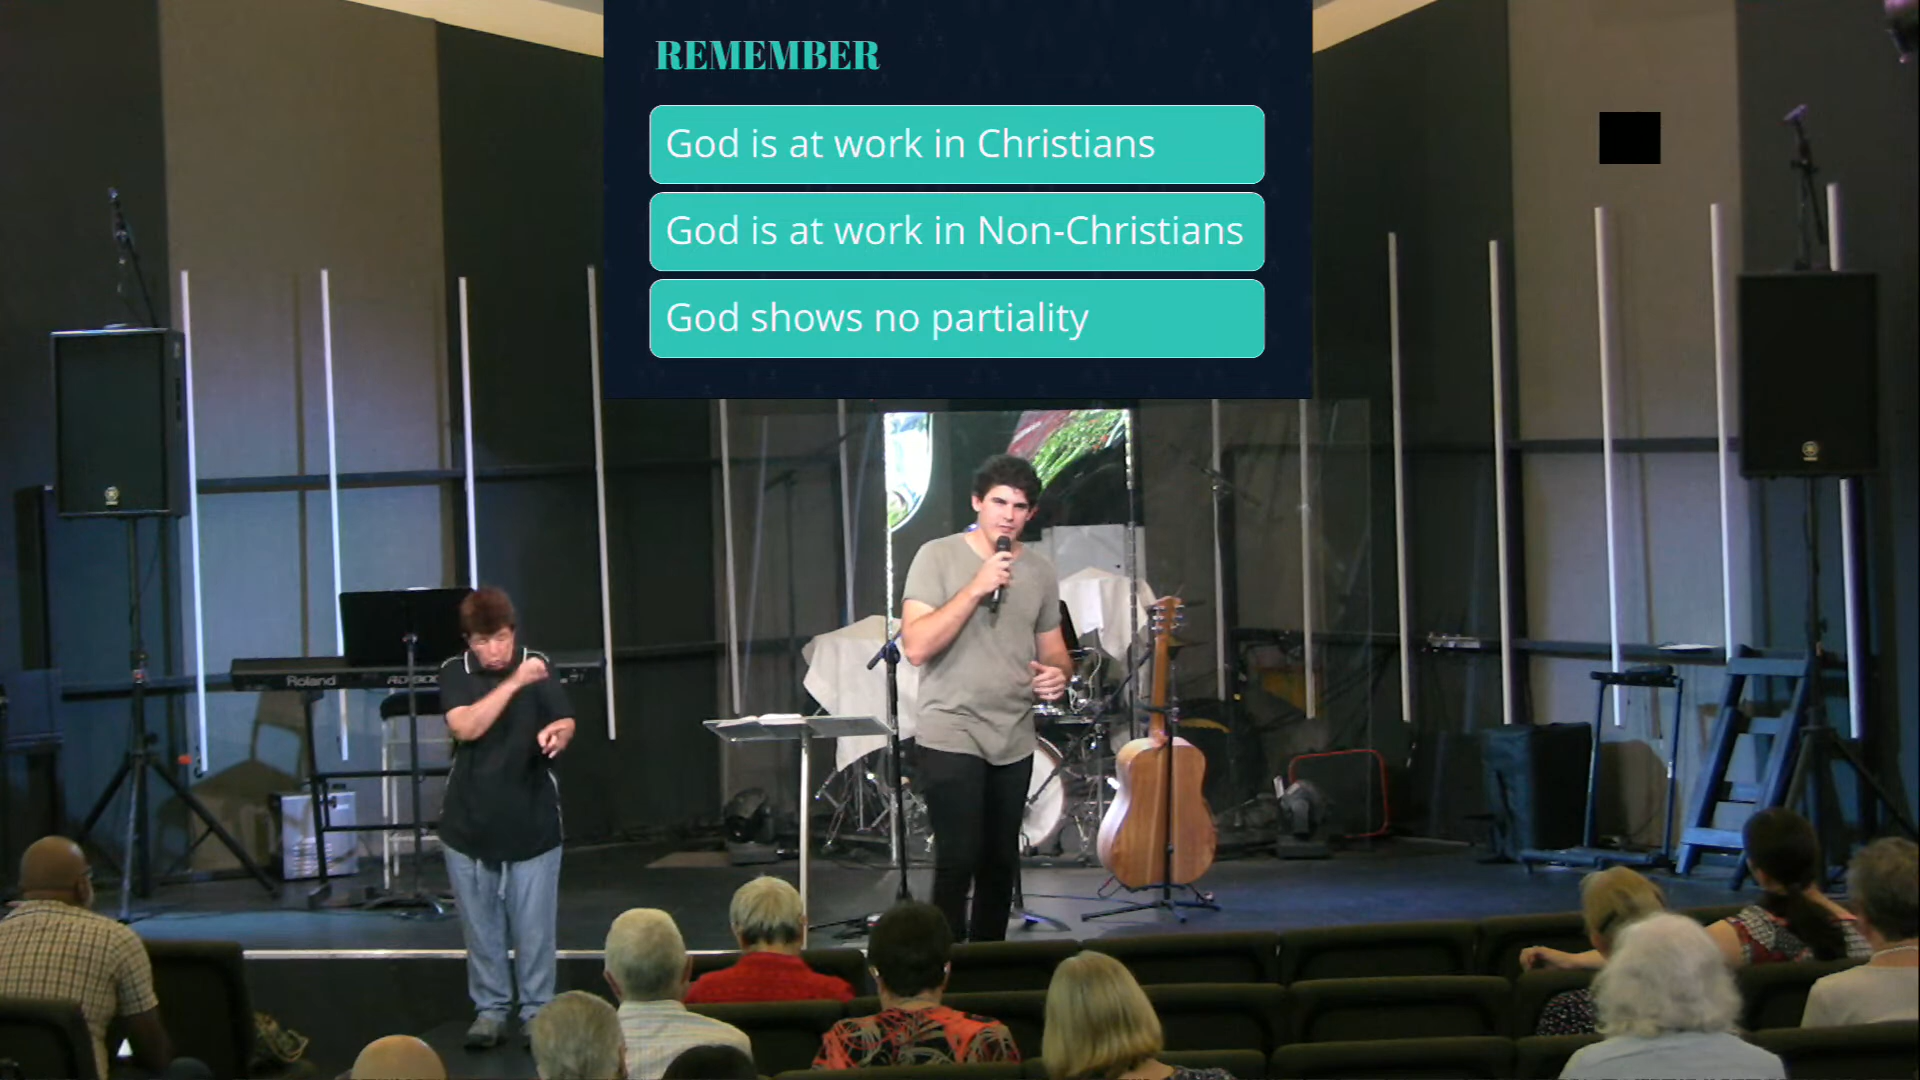 REMEMBER
God is at work in Christians
God is at work in Non-Christians
God shows no partiality
Roland